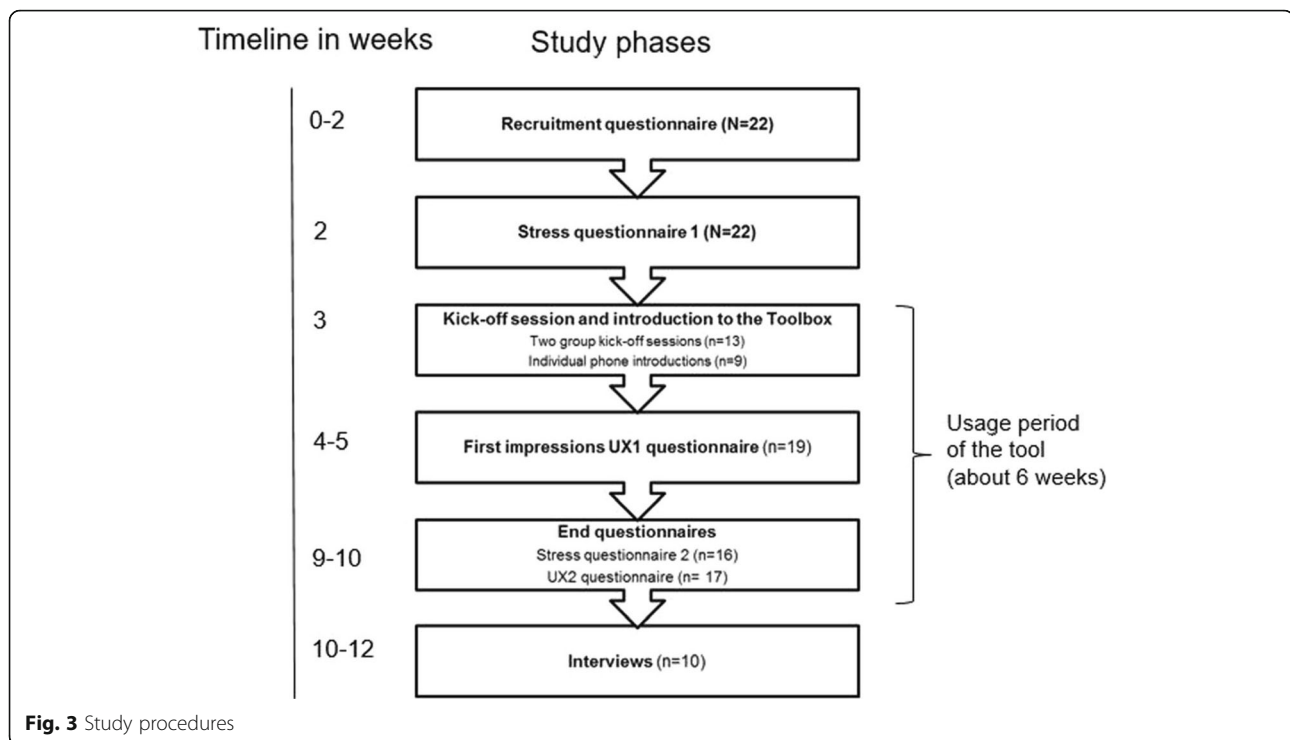 Timeline in weeks
Study phases
0-2
Recruitment questionnaire (N=22)
2
Stress questionnaire 1 (N=22)
3
Kick-off session and introduction to the Toolbox
Two group kick-off sessions (n=13)
Individual phone introductions (n=9)
4-5
First impressions UX1 questionnaire (n=19)
Usage period
of the tool
(about 6 weeks)
9-10
End questionnaires
Stress questionnaire 2 (n=16)
UX2 questionnaire (n= 17)
10-12
Interviews (n=10)
Fig. 3 Study procedures